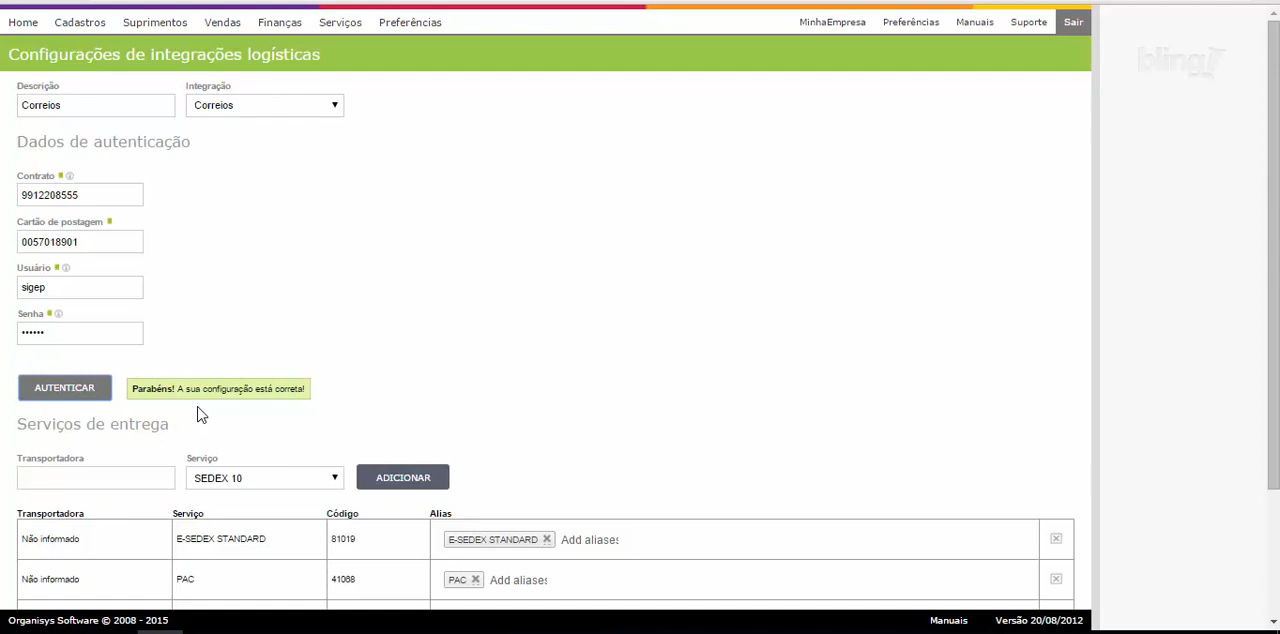 Home Cadastros Suprimentos Vendas Finanças Serviços Preferências MinhaEmpresa Preferências Manuais Suporte Sair
Configurações de integrações logísticas
bling
Descrição Integração
Correios Correios
Dados de autenticação
Contrato
9912208555
Cartão de postagem
0057018901
Usuário
sigep
Senha
••••••
AUTENTICAR Parabéns! A sua configuração está correta!
Serviços de entrega
Transportadora Serviço
SEDEX 10 ADICIONAR
Transportadora Serviço Código Alias
Não informado E-SEDEX STANDARD 81019 E-SEDEX STANDARD Add aliases
Não informado PAC 41068 PAC Add aliases
Organisys Software © 2008 - 2015 Manuais Versão 20/08/2012